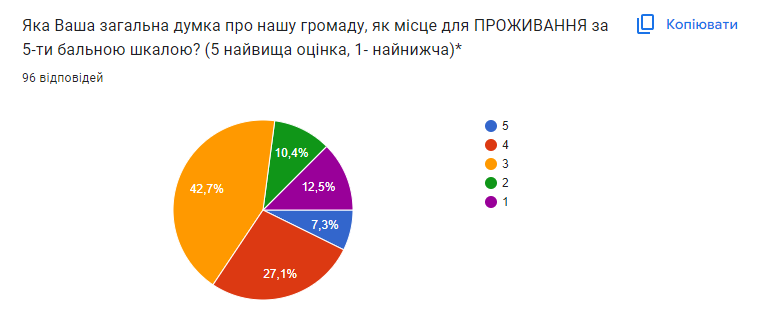 Яка Ваша загальна думка про нашу громаду, як місце для ПРОЖИВАННЯ за
5-ти бальною шкалою? (5 найвища оцінка, 1- найнижча)*
Копіювати
96 відповідей
5
4
3
2
1
10,4%
12,5%
42,7%
7,3%
27,1%